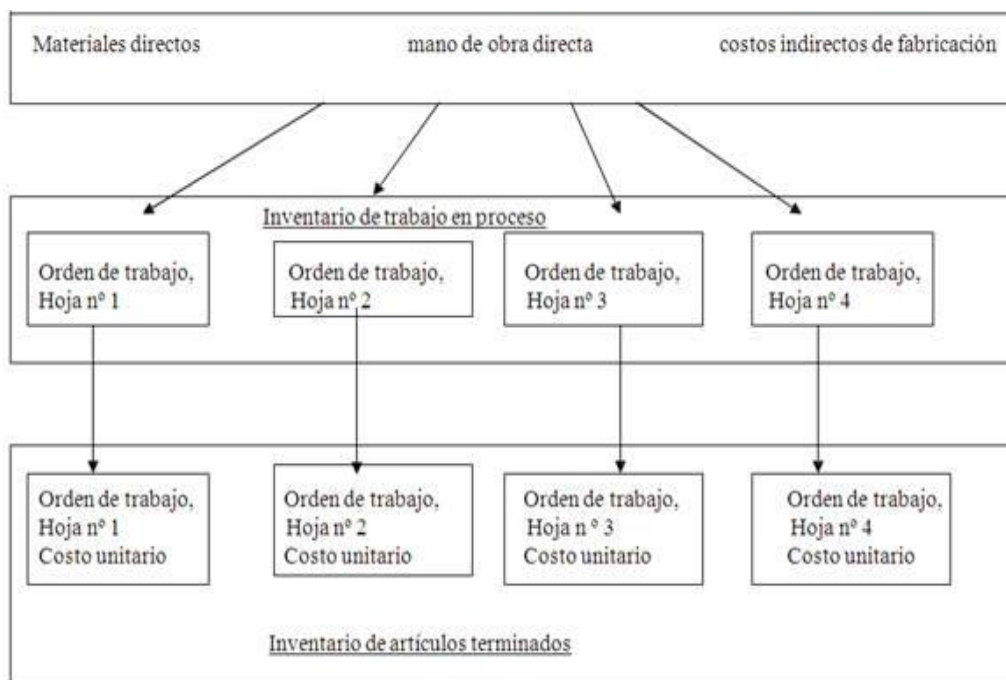 Materiales directos mano de obra directa costos indirectos de fabricación
Inventario de trabajo en proceso
Orden de trabajo,
Hoja nº 1
Orden de trabajo,
Hoja nº 2
Orden de trabajo,
Hoja nº 3
Orden de trabajo,
Hoja nº 4
Orden de trabajo,
Hoja nº 1
Costo unitario
Orden de trabajo,
Hoja nº 2
Costo unitario
Orden de trabajo,
Hoja n º 3
Costo unitario
Orden de trabajo,
Hoja nº 4
Costo unitario
Inventario de artículos terminados